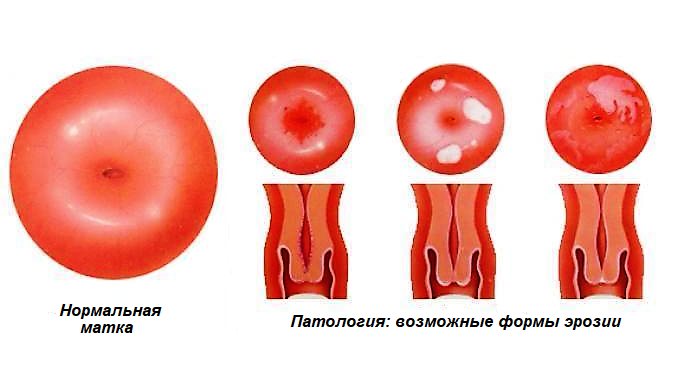 Нормальная
матка
Патология: возможные формы эрозии